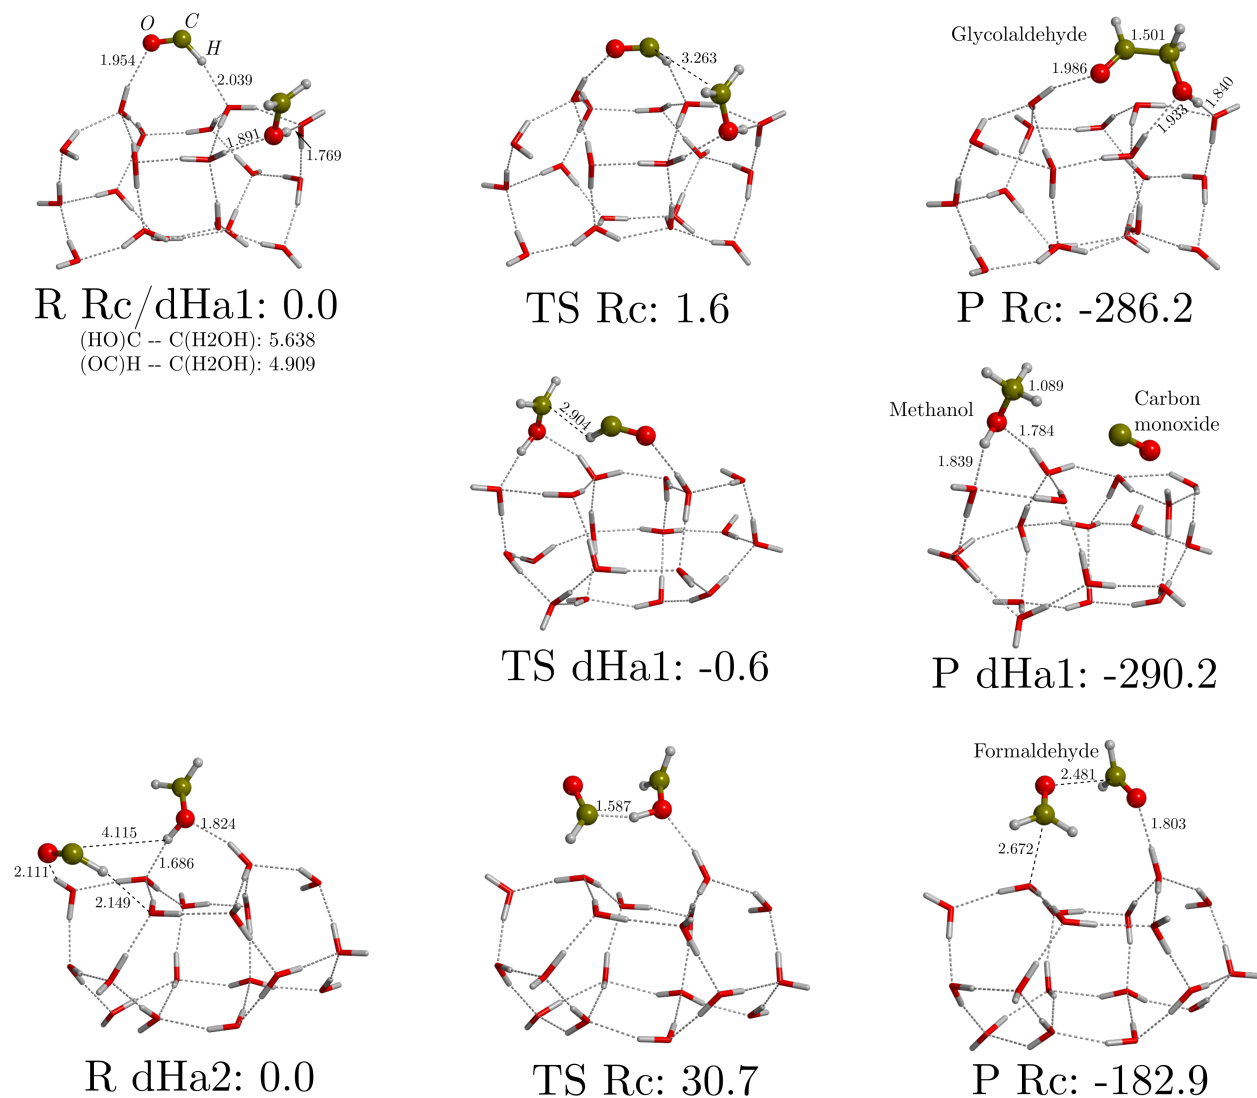 O
C
H
1.954
2.039
1.891
1.769
R Rc/dHa1: 0.0
(HO)C -- C(H2OH): 5.638
(OC)H -- C(H2OH): 4.909
3.263
TS Rc: 1.6
Glycolaldehyde
1.501
1.986
1.933
1.840
P Rc: -286.2
2.904
TS dHa1: -0.6
1.089
Methanol
Carbon
monoxide
1.784
1.839
P dHa1: -290.2
4.115
1.824
1.686
2.111
2.149
R dHa2: 0.0
1.587
TS Rc: 30.7
Formaldehyde
2.481
1.803
2.672
P Rc: -182.9